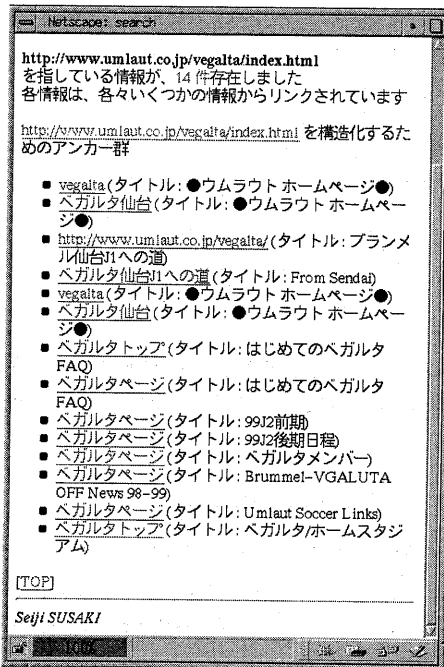 Netscape: search
http://www.umlaut.co.jp/vegalta/index.html
を指している情報が、14 件存在しました
各情報は、各々いくつかの情報からリンクされています
http://www.umlaut.co.jp/vegalta/index.html を構造化するた
めのアンカー群
■ vegalta (タイトル : ●ウムラウト ホームページ●)
■ ベガルタ仙台 (タイトル : ●ウムラウト ホームペー
ジ●)
■ http://www.umlaut.co.jp/vegalta/ (タイトル : ブランメ
ル仙台J1への道)
■ ベガルタ仙台J1への道 (タイトル : From Sendai)
■ vegalta (タイトル : ●ウムラウト ホームページ●)
■ ベガルタ仙台 (タイトル : ●ウムラウト ホームペー
ジ●)
■ ベガルタトップ (タイトル : はじめてのベガルタ
FAQ)
■ ベガルタページ (タイトル : はじめてのベガルタ
FAQ)
■ ベガルタページ (タイトル : 99J2前期)
■ ベガルタページ (タイトル : 99J2後期日程)
■ ベガルタページ (タイトル : ベガルタメンバー)
■ ベガルタページ (タイトル : Brummel-VGALUTA
OFF News 98-99)
■ ベガルタページ (タイトル : Umlaut Soccer Links)
■ ベガルタトップ (タイトル : ベガルタ/ホームスタジ
アム)
[TOP]
Seiji SUSAKI
100%